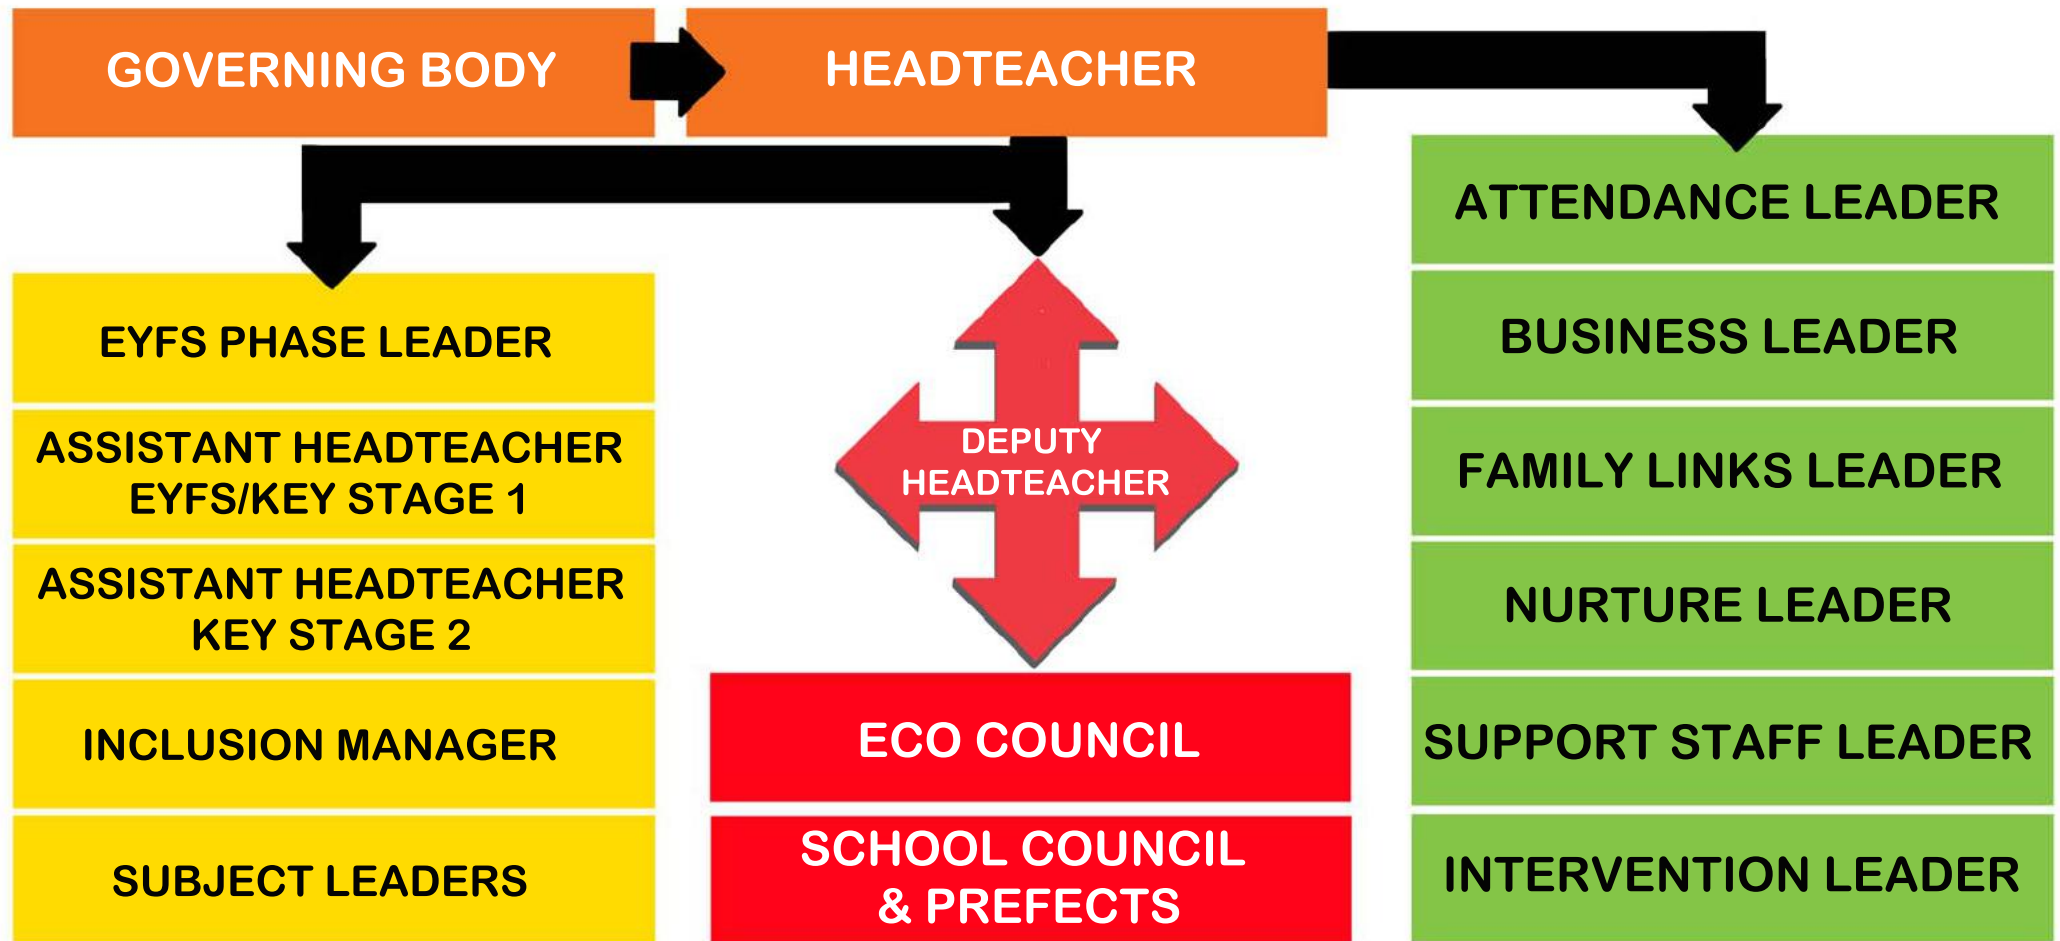 GOVERNING BODY
HEADTEACHER
EYFS PHASE LEADER
ASSISTANT HEADTEACHER
EYFS/KEY STAGE 1
ASSISTANT HEADTEACHER
KEY STAGE 2
INCLUSION MANAGER
SUBJECT LEADERS
DEPUTY
HEADTEACHER
ECO COUNCIL
SCHOOL COUNCIL
& PREFECTS
ATTENDANCE LEADER
BUSINESS LEADER
FAMILY LINKS LEADER
NURTURE LEADER
SUPPORT STAFF LEADER
INTERVENTION LEADER